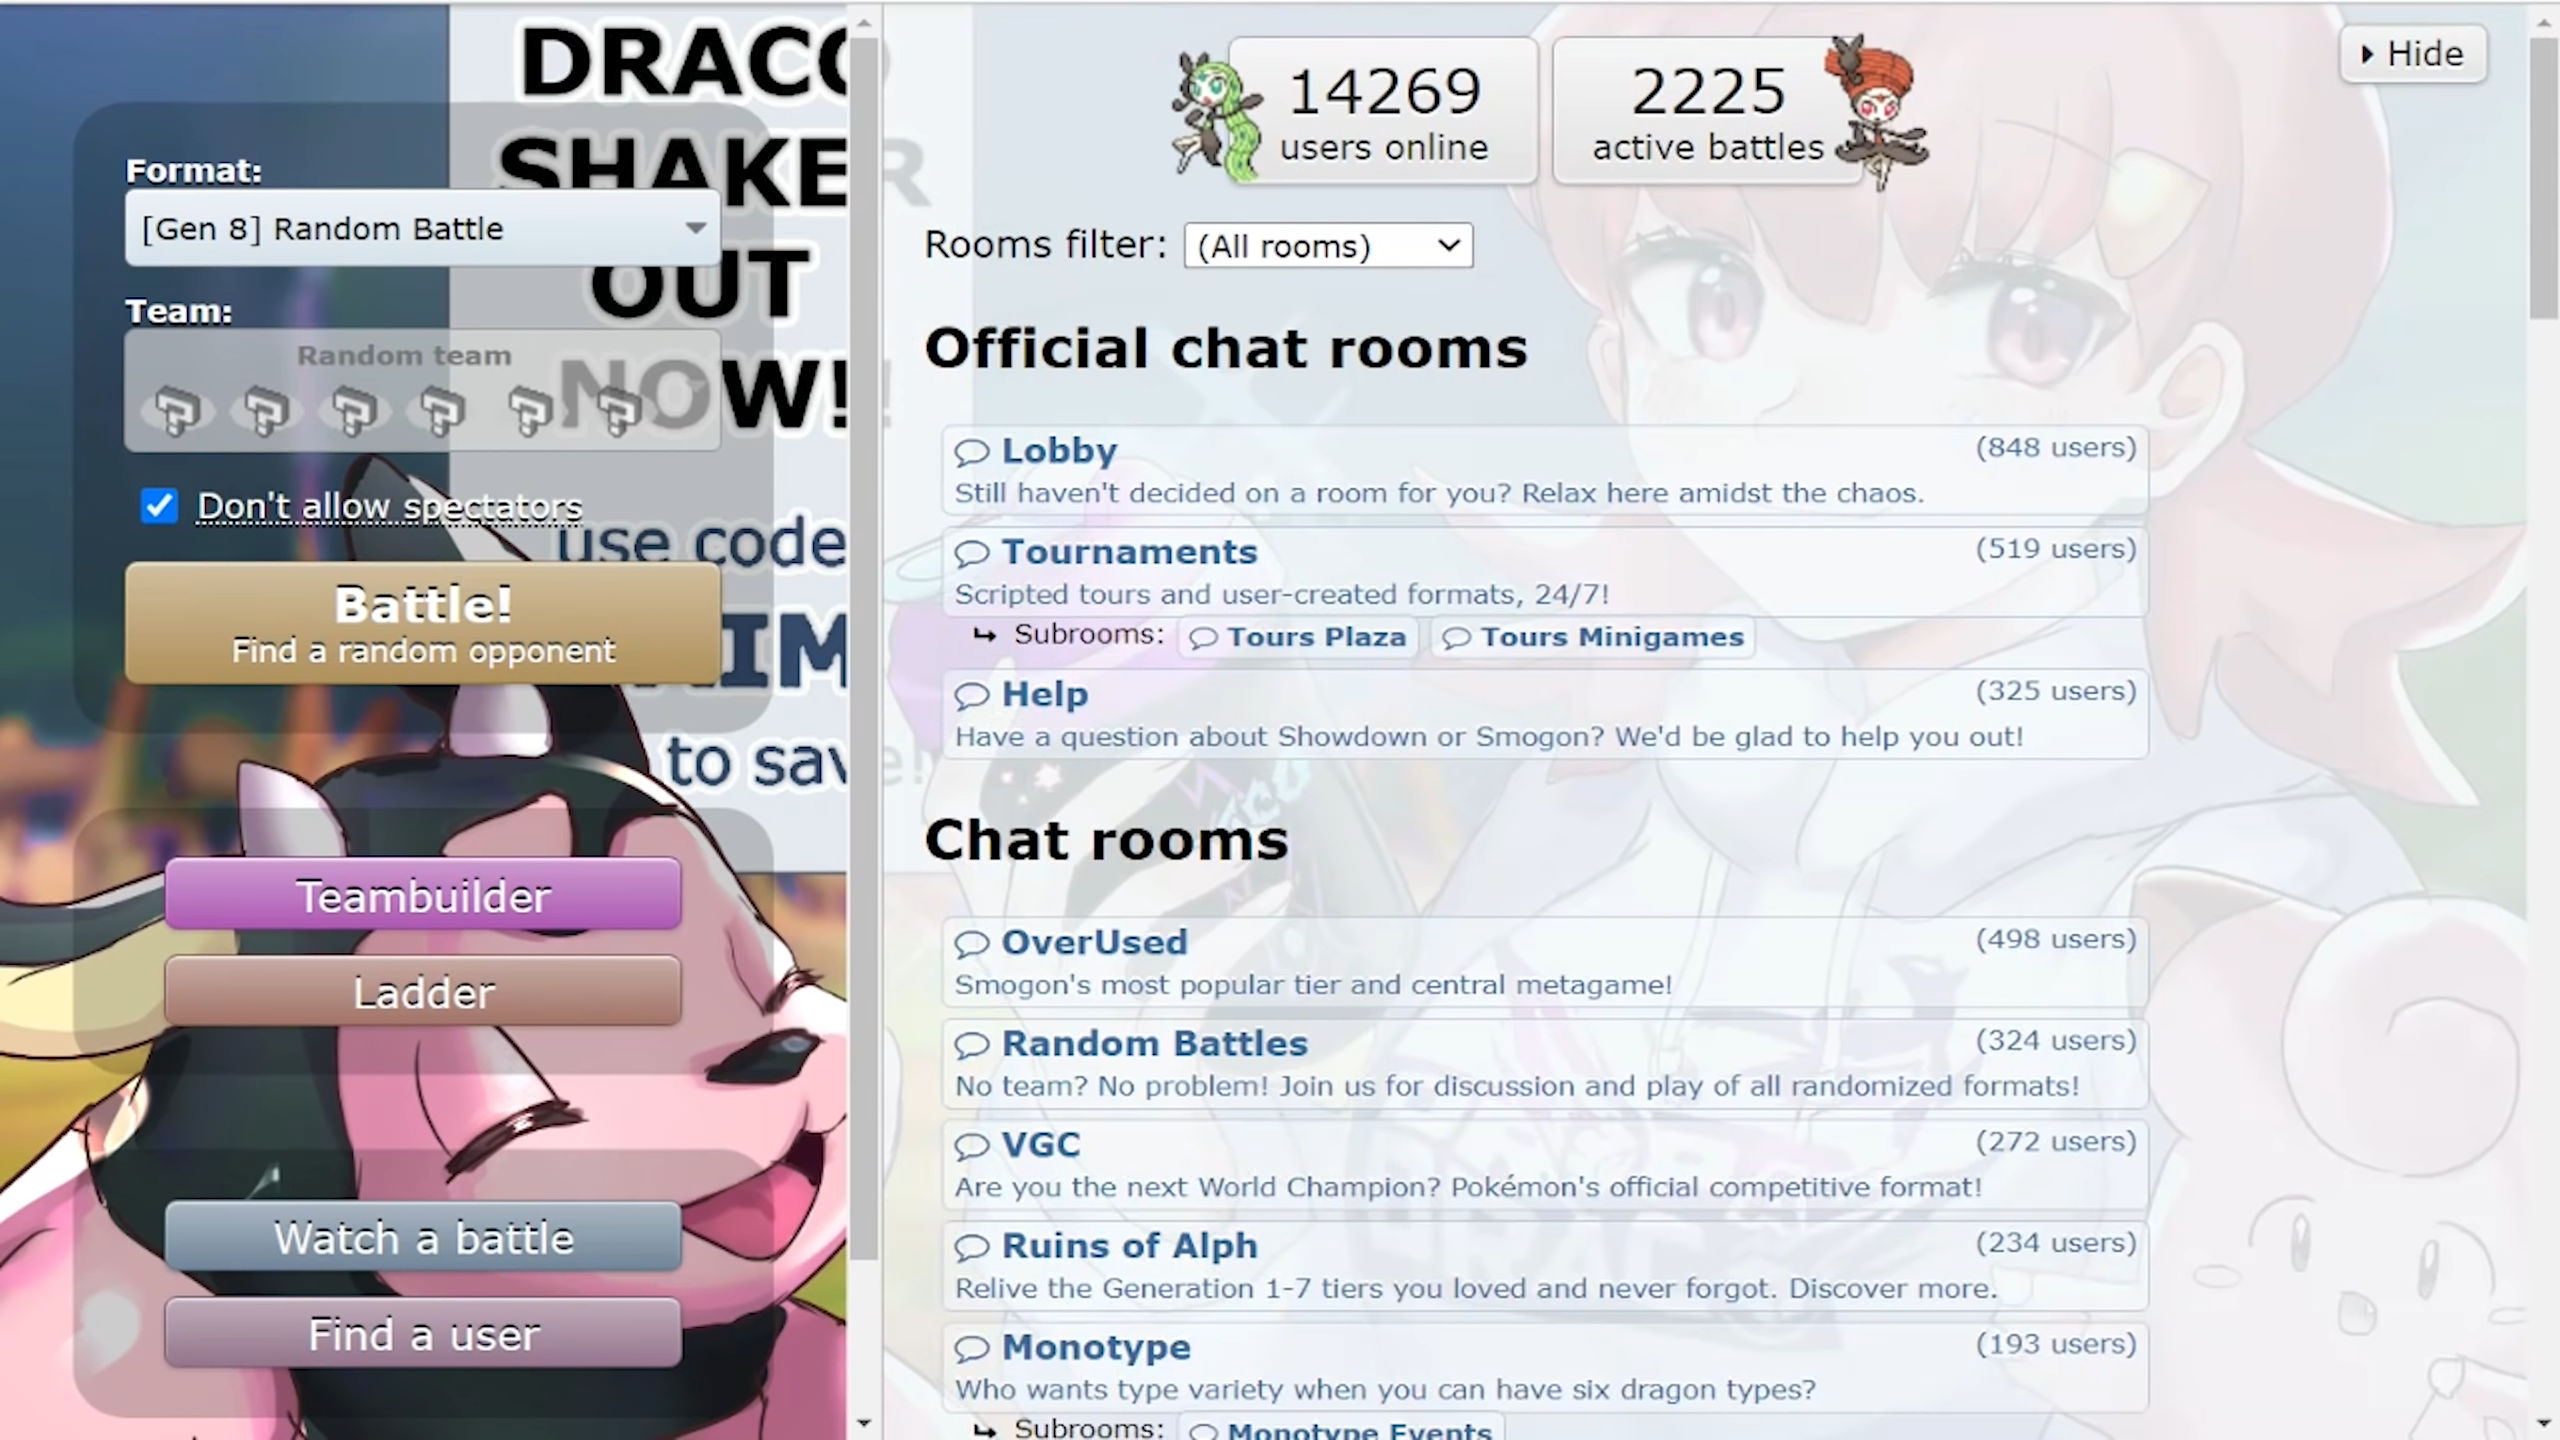 DRACO
SHAKER
OUT
NOW!!
use code
to save!
Format:
[Gen 8] Random Battle
Team:
Random team
Don't allow spectators
Battle!
Find a random opponent
Teambuilder
Ladder
Watch a battle
Find a user
14269
users online
2225
active battles
Hide
Rooms filter: (All rooms)
Official chat rooms
Lobby (848 users)
Still haven't decided on a room for you? Relax here amidst the chaos.
Tournaments (519 users)
Scripted tours and user-created formats, 24/7!
Subrooms: Tours Plaza Tours Minigames
Help (325 users)
Have a question about Showdown or Smogon? We'd be glad to help you out!
Chat rooms
OverUsed (498 users)
Smogon's most popular tier and central metagame!
Random Battles (324 users)
No team? No problem! Join us for discussion and play of all randomized formats!
VGC (272 users)
Are you the next World Champion? Pokémon's official competitive format!
Ruins of Alph (234 users)
Relive the Generation 1-7 tiers you loved and never forgot. Discover more.
Monotype (193 users)
Who wants type variety when you can have six dragon types?
Subrooms: Monotype Events